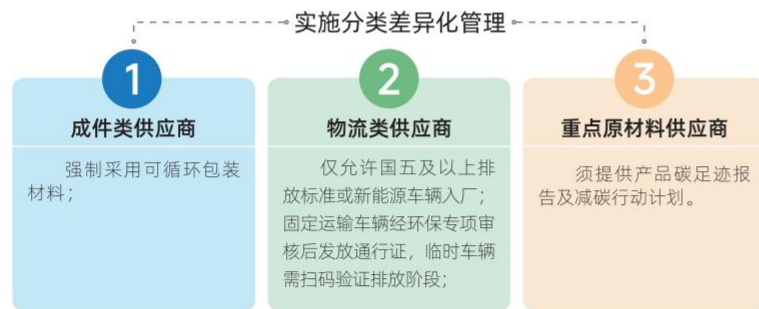 实施分类差异化管理
1
成件类供应商
强制采用可循环包装
材料；
2
物流类供应商
仅允许国五及以上排
放标准或新能源车辆入厂；
固定运输车辆经环保专项审
核后发放通行证，临时车辆
需扫码验证排放阶段；
3
重点原材料供应商
须提供产品碳足迹报
告及减碳行动计划。